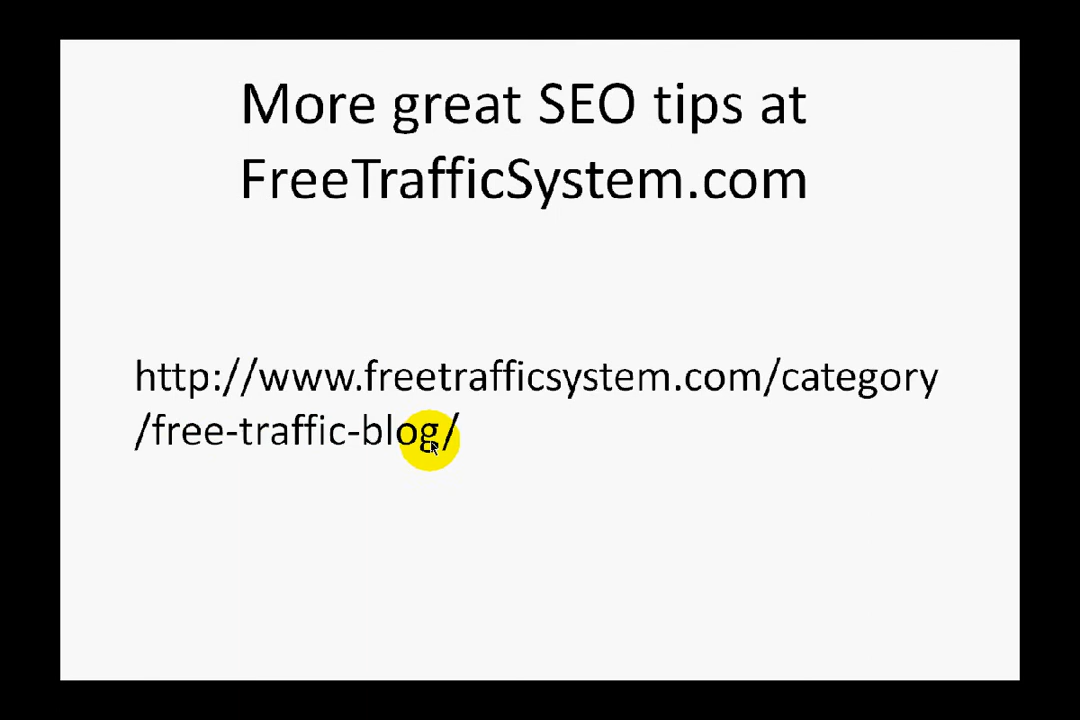 More great SEO tips at
FreeTrafficSystem.com
http://www.freetrafficsystem.com/category
/free-traffic-blog/